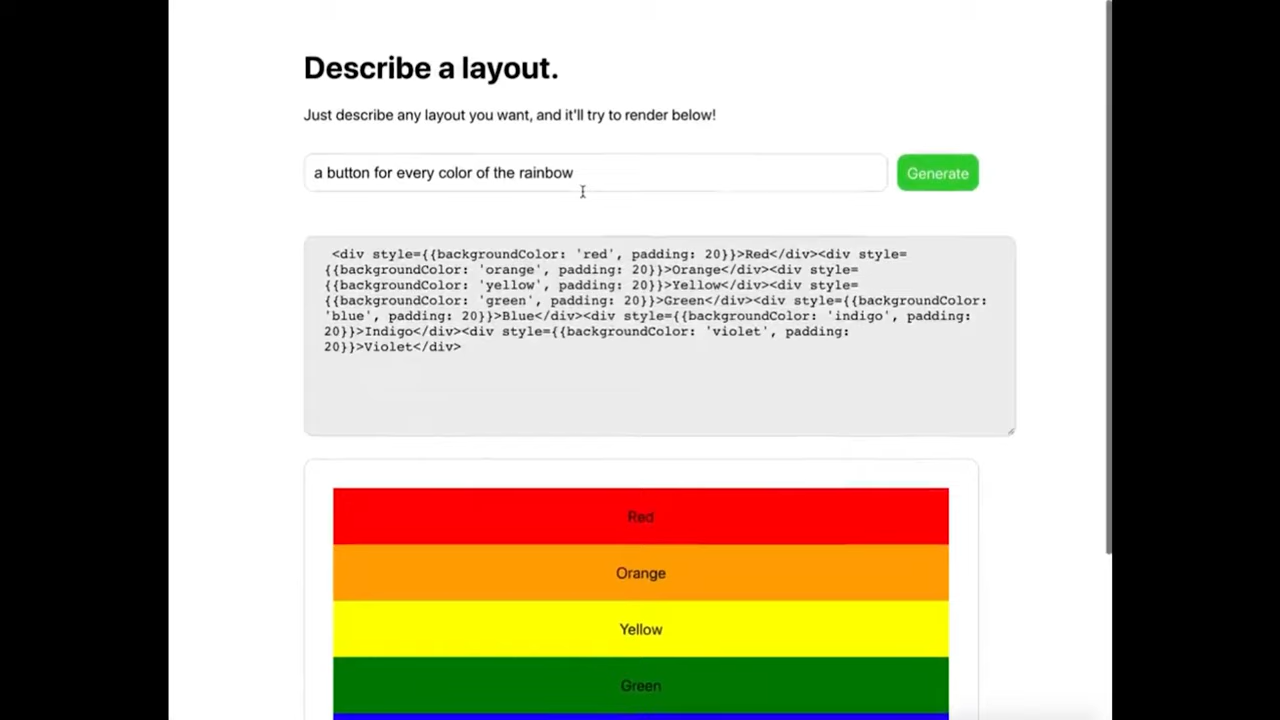 Describe a layout.
Just describe any layout you want, and it'll try to render below!
a button for every color of the rainbow
Generate
<div style={{backgroundColor: 'red', padding: 20}}>Red</div><div style=
{{backgroundColor: 'orange', padding: 20}}>Orange</div><div style=
{{backgroundColor: 'yellow', padding: 20}}>Yellow</div><div style=
{{backgroundColor: 'green', padding: 20}}>Green</div><div style={{backgroundColor:
'blue', padding: 20}}>Blue</div><div style={{backgroundColor: 'indigo', padding:
20}}>Indigo</div><div style={{backgroundColor: 'violet', padding:
20}}>Violet</div>
Red
Orange
Yellow
Green